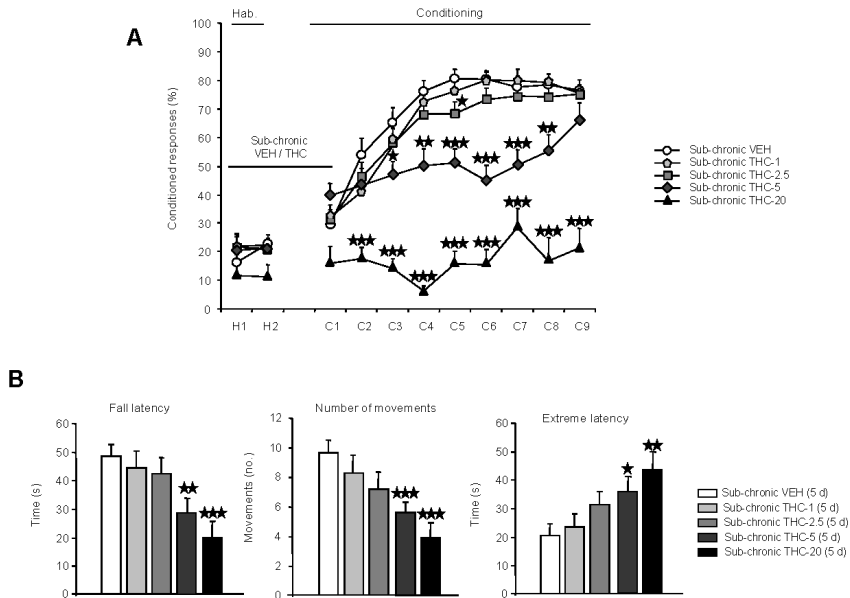 Hab.
Conditioning
A
90
80
70
60
50
40
30
20
10
0
Conditioned responses (%)
Sub-chronic
VEH / THC
★
★
★★
★★★
★★★
★★★
★★
★★★
★★★
★★★
★★★
★★★
★★★
★★★
★★★
H1 H2 C1 C2 C3 C4 C5 C6 C7 C8 C9
Sub-chronic VEH
Sub-chronic THC-1
Sub-chronic THC-2.5
Sub-chronic THC-5
Sub-chronic THC-20
B
Fall latency
60
50
40
30
20
10
0
Time (s)
★★
★★★
Number of movements
12
10
8
6
4
2
0
Movements (no.)
★★★
★★★
Extreme latency
60
50
40
30
20
10
0
Time (s)
★
★★
Sub-chronic VEH (5 d)
Sub-chronic THC-1 (5 d)
Sub-chronic THC-2.5 (5 d)
Sub-chronic THC-5 (5 d)
Sub-chronic THC-20 (5 d)